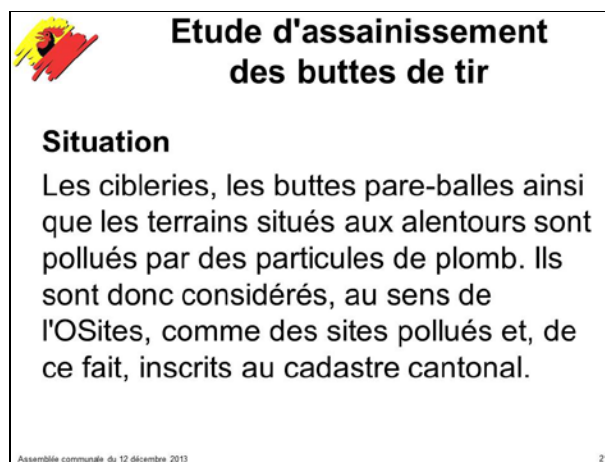 Etude d'assainissement
des buttes de tir
Situation
Les cibleries, les buttes pare-balles ainsi
que les terrains situés aux alentours sont
pollués par des particules de plomb. Ils
sont donc considérés, au sens de
l'OSites, comme des sites pollués et, de
ce fait, inscrits au cadastre cantonal.
Assemblée communale du 12 décembre 2013
2